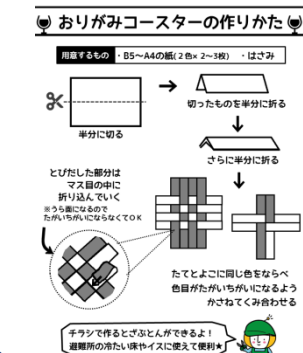 おりがみコースターの作りかた
用意するもの ・B5〜A4の紙(2色× 2〜3枚) ・はさみ
半分に切る
切ったものを半分に折る
さらに半分に折る
とびだした部分は
マス目の中に
折り込んでいく
※うら面になるので
たがいちがいにならなくてOK
たてとよこに同じ色をならべ
色目がたがいちがいになるよう
かさねてくみ合わせる
チラシで作るとざぶとんができるよ!
避難所の冷たい床やイスに使えて便利★